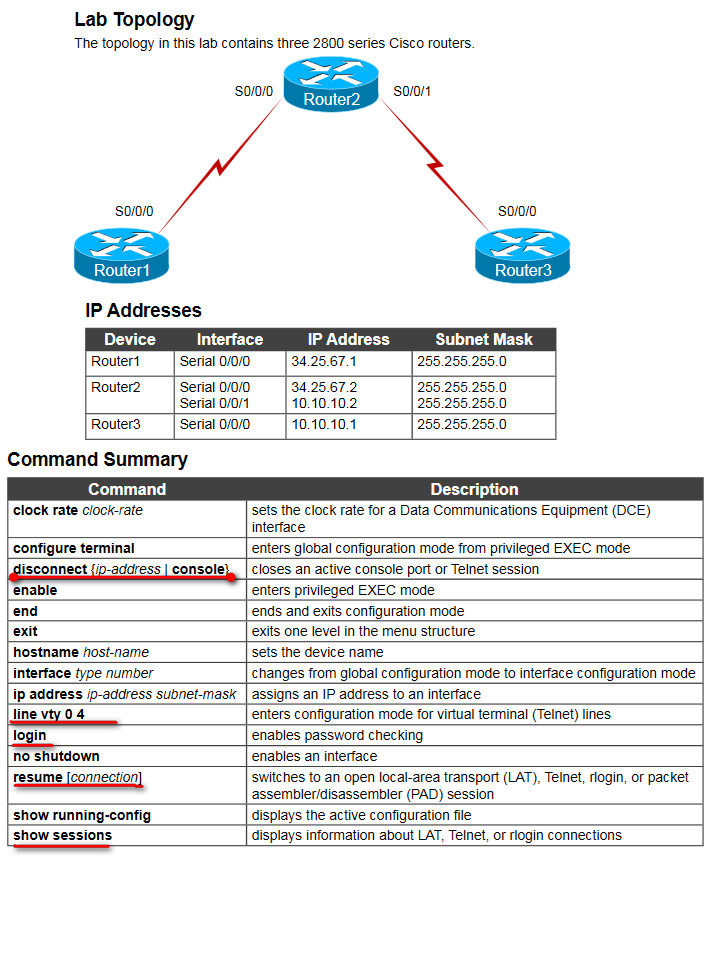 Lab Topology
The topology in this lab contains three 2800 series Cisco routers.
S0/0/0
Router2
S0/0/1
S0/0/0
S0/0/0
Router1
Router3
IP Addresses
Device Interface IP Address Subnet Mask
Router1 Serial 0/0/0 34.25.67.1 255.255.255.0
Router2 Serial 0/0/0 34.25.67.2 255.255.255.0
Serial 0/0/1 10.10.10.2 255.255.255.0
Router3 Serial 0/0/0 10.10.10.1 255.255.255.0
Command Summary
Command Description
clock rate clock-rate sets the clock rate for a Data Communications Equipment (DCE)
interface
configure terminal enters global configuration mode from privileged EXEC mode
disconnect {ip-address | console} closes an active console port or Telnet session
enable enters privileged EXEC mode
end ends and exits configuration mode
exit exits one level in the menu structure
hostname host-name sets the device name
interface type number changes from global configuration mode to interface configuration mode
ip address ip-address subnet-mask assigns an IP address to an interface
line vty 0 4 enters configuration mode for virtual terminal (Telnet) lines
login enables password checking
no shutdown enables an interface
resume [connection] switches to an open local-area transport (LAT), Telnet, rlogin, or packet
assembler/disassembler (PAD) session
show running-config displays the active configuration file
show sessions displays information about LAT, Telnet, or rlogin connections